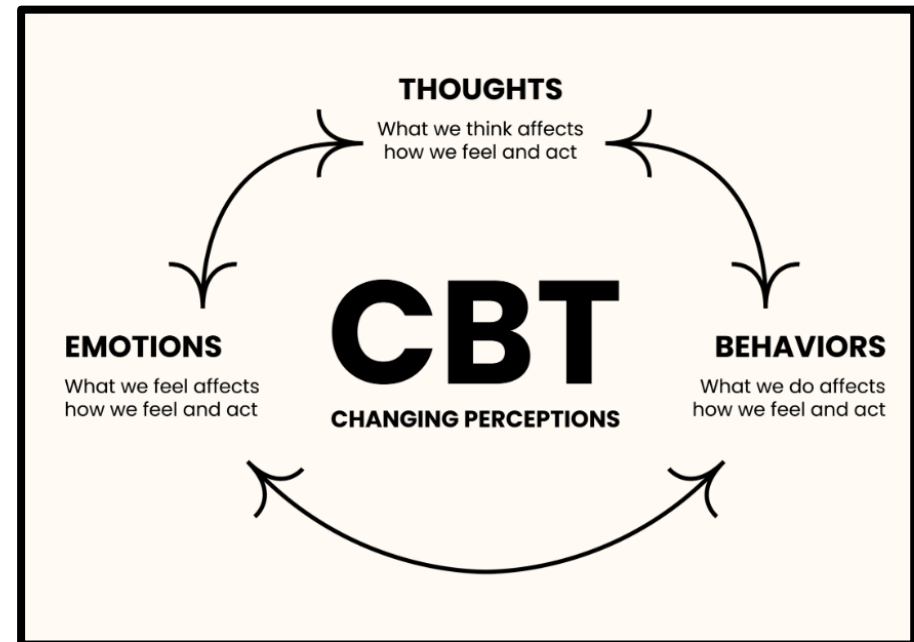 THOUGHTS
What we think affects
how we feel and act
CBT
CHANGING PERCEPTIONS
EMOTIONS
What we feel affects
how we feel and act
BEHAVIORS
What we do affects
how we feel and act